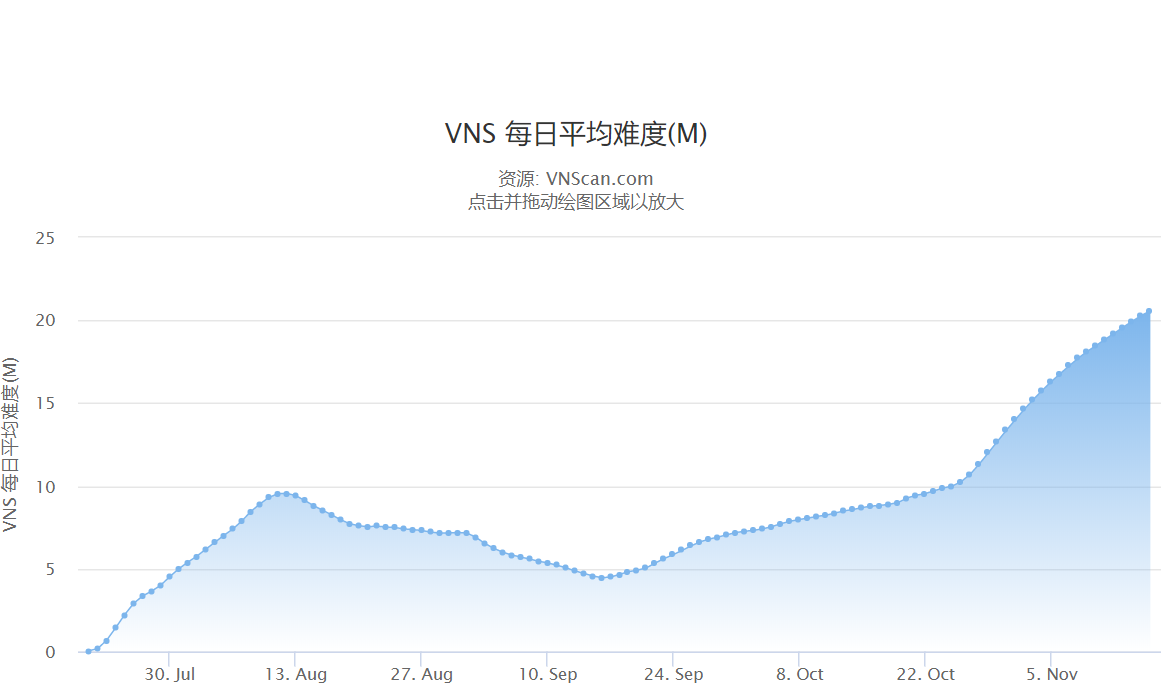 VNS 每日平均难度(M)
资源: VNScan.com
点击并拖动绘图区域以放大
VNS 每日平均难度(M)
25
20
15
10
5
0
30. Jul
13. Aug
27. Aug
10. Sep
24. Sep
8. Oct
22. Oct
5. Nov